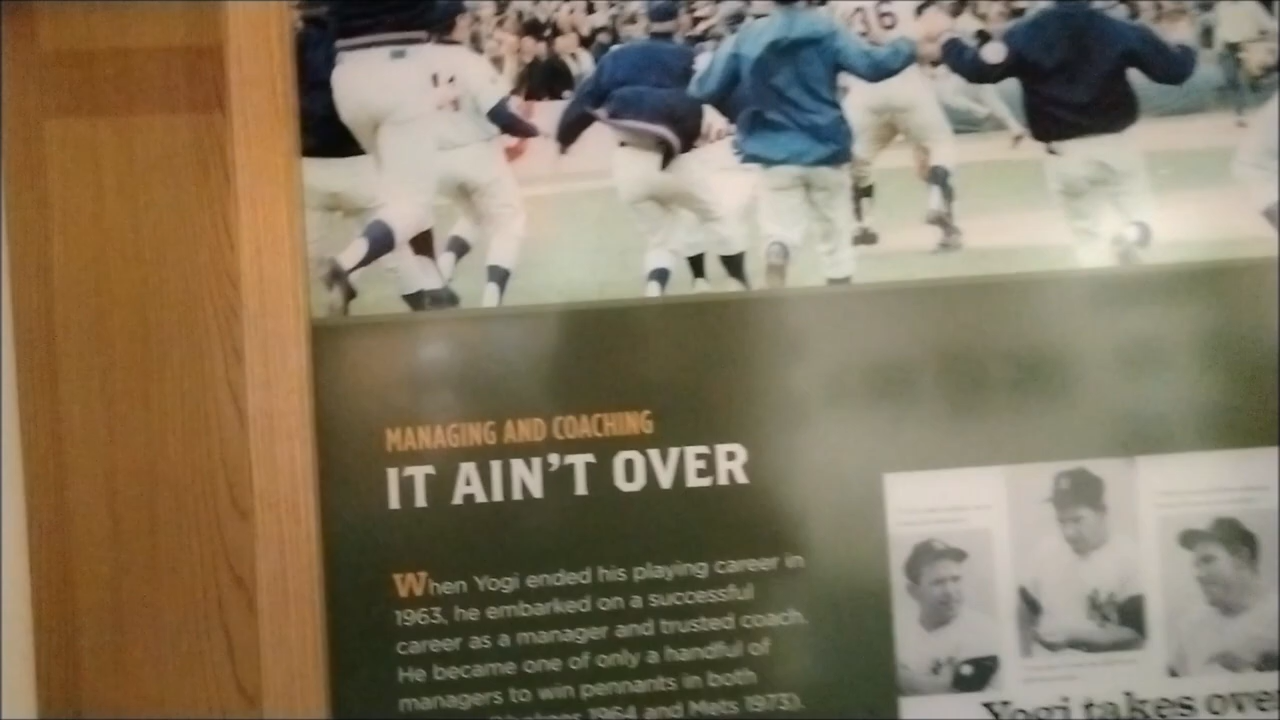 36
14
MANAGING AND COACHING
IT AIN'T OVER
When Yogi ended his playing career in
1963, he embarked on a successful
career as a manager and trusted coach.
He became one of only a handful of
managers to win pennants in both
1964 and Mets 1973).
Yogi takes over